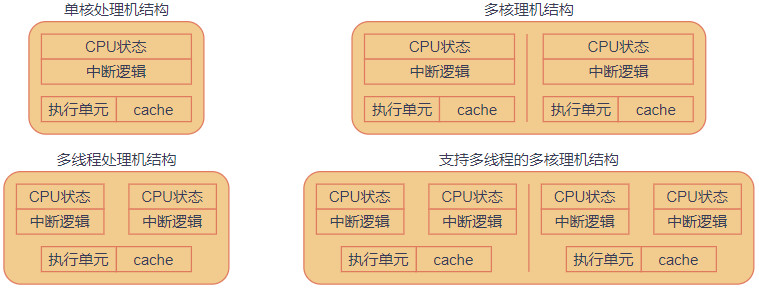 单核处理机结构
CPU状态
中断逻辑
执行单元 cache
多核理机结构
CPU状态 CPU状态
中断逻辑 中断逻辑
执行单元 cache 执行单元 cache
多线程处理机结构
CPU状态 CPU状态
中断逻辑 中断逻辑
执行单元 cache
支持多线程的多核理机结构
CPU状态 CPU状态 CPU状态 CPU状态
中断逻辑 中断逻辑 中断逻辑 中断逻辑
执行单元 cache 执行单元 cache